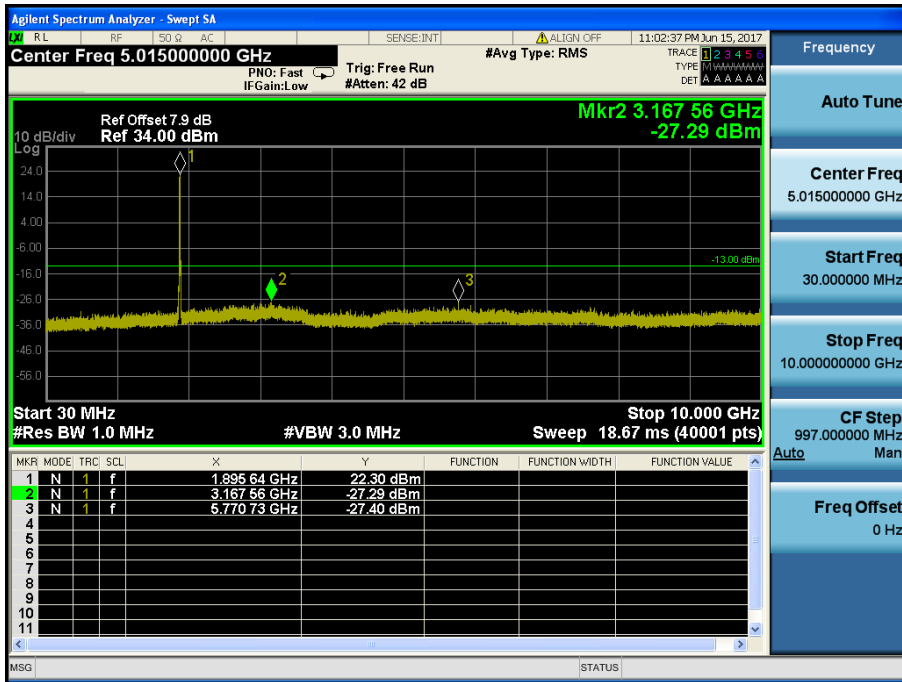 Agilent Spectrum Analyzer - Swept SA
LXI RL RF 50 Ω AC SENSE:INT ALIGN OFF 11:02:37 PM Jun 15, 2017
Center Freq 5.015000000 GHz
PNO: Fast
IFGain:Low
Trig: Free Run
#Atten: 42 dB
#Avg Type: RMS
TRACE 1 2 3 4 5 6
TYPE M W W W W W
DET A A A A A A
Frequency
Mkr2 3.167 56 GHz
-27.29 dBm
Ref Offset 7.9 dB
10 dB/div Ref 34.00 dBm
Log
24.0
14.0
4.00
-6.00
-16.0
-26.0
-36.0
-46.0
-56.0
1
2
3
-13.00 dBm
Start 30 MHz Stop 10.000 GHz
#Res BW 1.0 MHz #VBW 3.0 MHz Sweep 18.67 ms (40001 pts)
MKR MODE TRC SCL X Y FUNCTION FUNCTION WIDTH FUNCTION VALUE
1 N 1 f 1.895 64 GHz 22.30 dBm
2 N 1 f 3.167 56 GHz -27.29 dBm
3 N 1 f 5.770 73 GHz -27.40 dBm
4
5
6
7
8
9
10
11
MSG STATUS
Auto Tune
Center Freq
5.015000000 GHz
Start Freq
30.000000 MHz
Stop Freq
10.000000000 GHz
CF Step
997.000000 MHz
Auto Man
Freq Offset
0 Hz